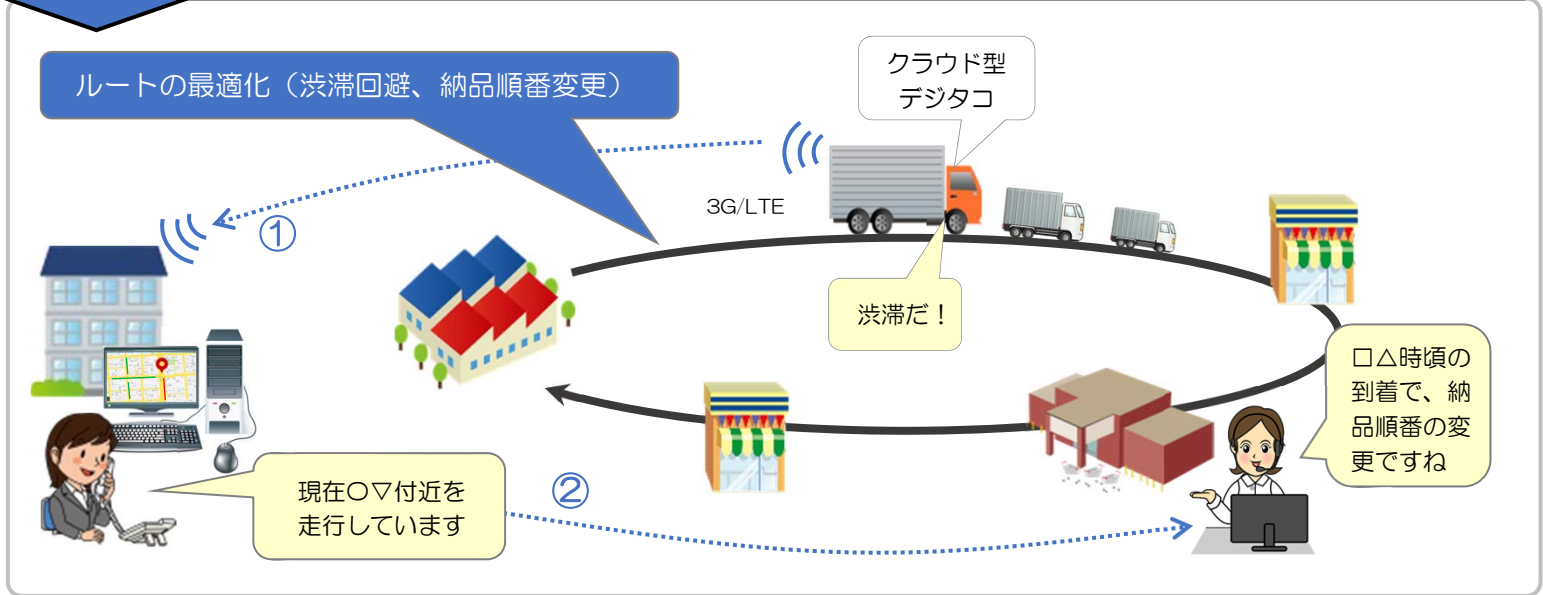 ルートの最適化（渋滞回避、納品順番変更）
クラウド型
デジタコ
3G/LTE
①
渋滞だ！
□△時頃の
到着で、納
品順番の変
更ですね
現在〇▽付近を
走行しています
②